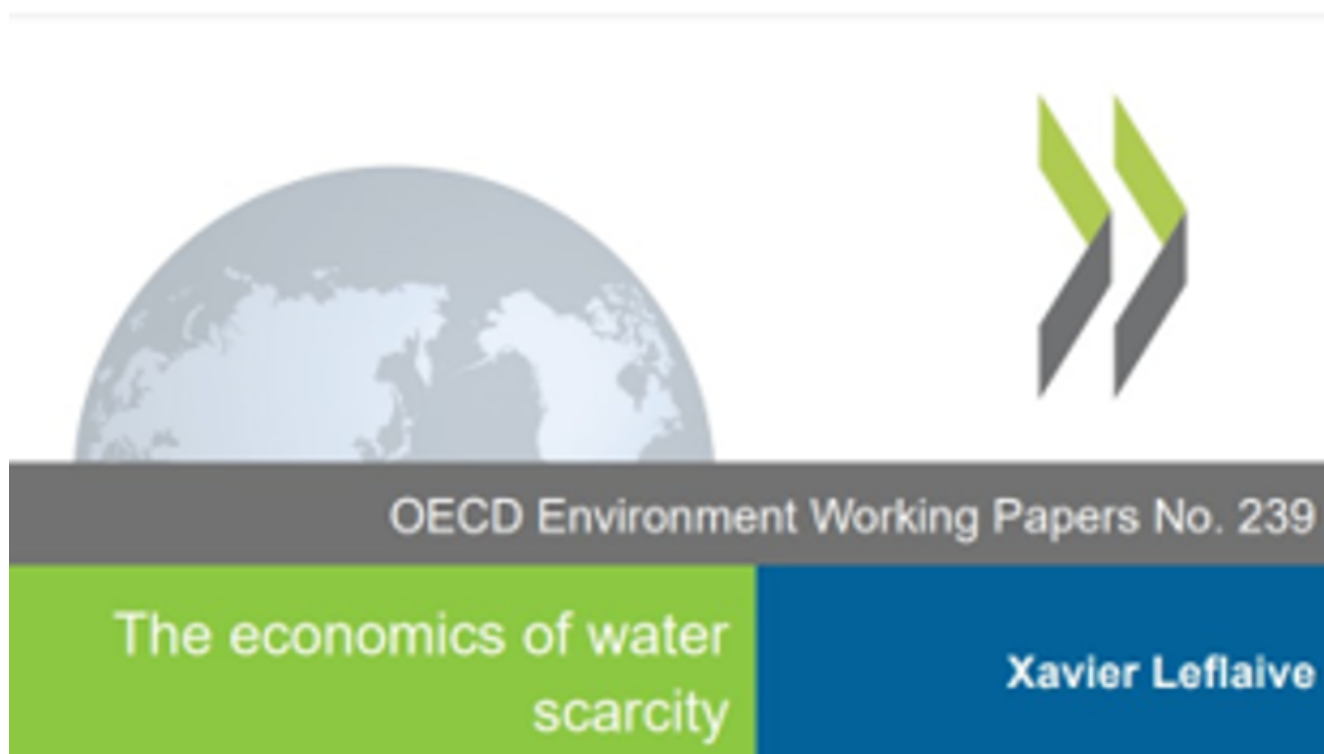 OECD Environment Working Papers No. 239
The economics of water
scarcity
Xavier Leflaive